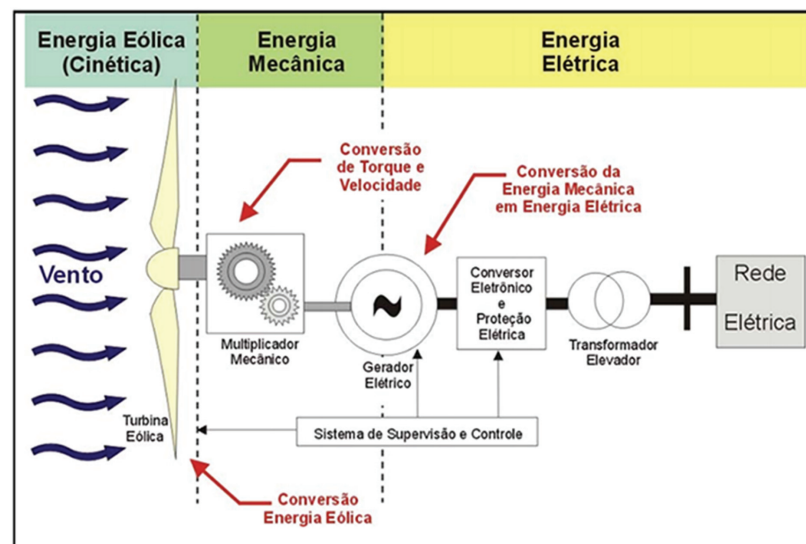 Energia Eólica
(Cinética)
Energia
Mecânica
Energia
Elétrica
Conversão
de Torque e
Velocidade
Conversão da
Energia Mecânica
em Energia Elétrica
Vento
Multiplicador
Mecânico
Gerador
Elétrico
Conversor
Eletrônico
e
Proteção
Elétrica
Transformador
Elevador
Rede
Elétrica
Turbina
Eólica
Sistema de Supervisão e Controle
Conversão
Energia Eólica